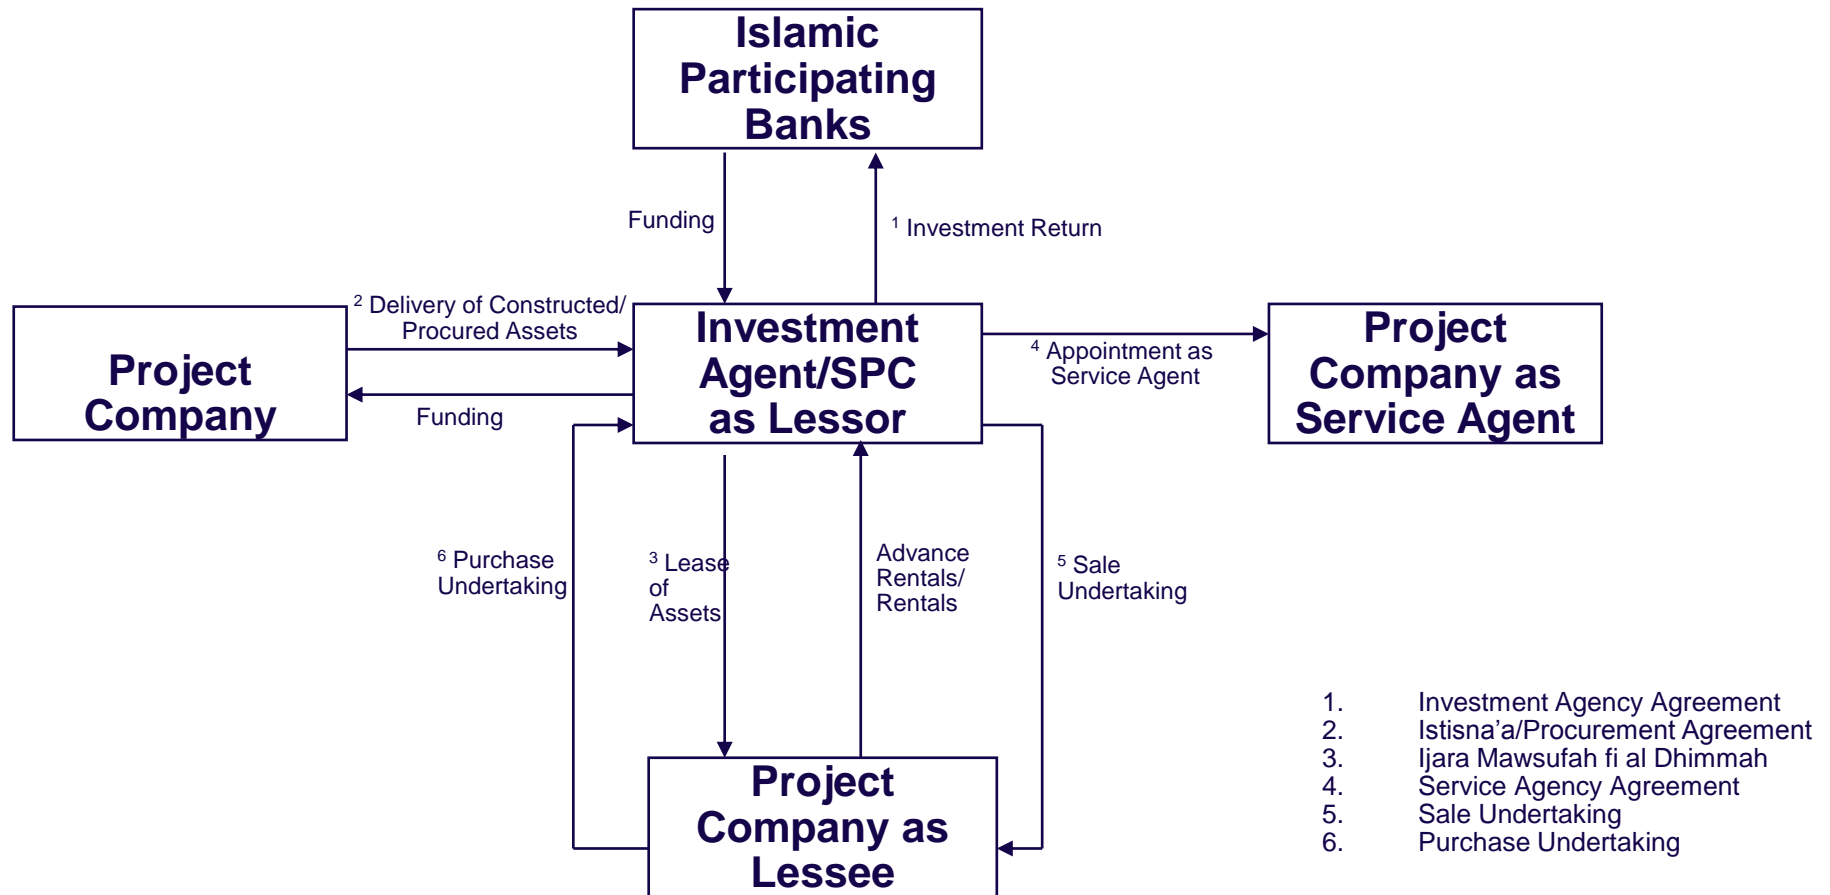 Islamic
Participating
Banks
Funding
1 Investment Return
2 Delivery of Constructed/
Procured Assets
Project
Company
Funding
Investment
Agent/SPC
as Lessor
4 Appointment as
Service Agent
Project
Company as
Service Agent
6 Purchase
Undertaking
3 Lease
of
Assets
Advance
Rentals/
Rentals
5 Sale
Undertaking
Project
Company as
Lessee
1. Investment Agency Agreement
2. Istisna’a/Procurement Agreement
3. Ijara Mawsufah fi al Dhimmah
4. Service Agency Agreement
5. Sale Undertaking
6. Purchase Undertaking